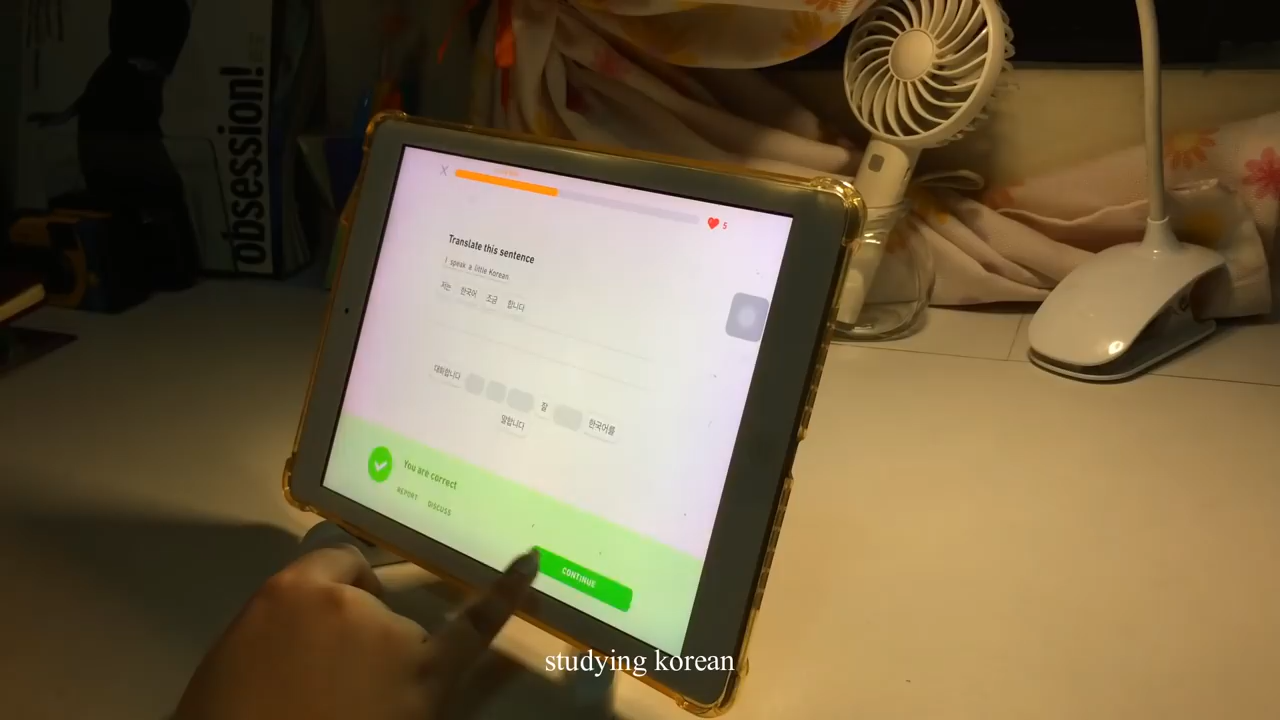 obsession!
5
Translate this sentence
I speak a little Korean
저는 한국어 조금 합니다
대화합니다 잘 한국어를
말합니다
You are correct
REPORT DISCUSS
CONTINUE
studying korean